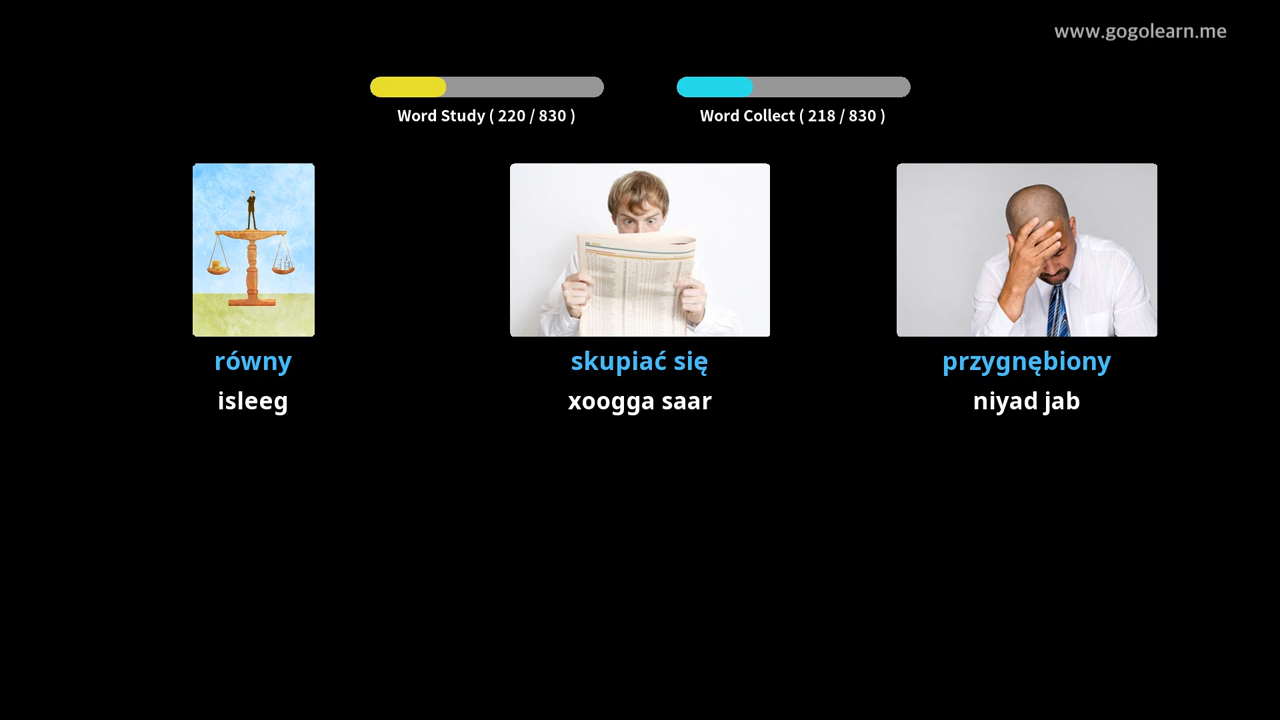 www.gogolearn.me
Word Study ( 220 / 830 )
Word Collect ( 218 / 830 )
równy
skupiać się
przygnębiony
isleeg
xoogga saar
niyad jab